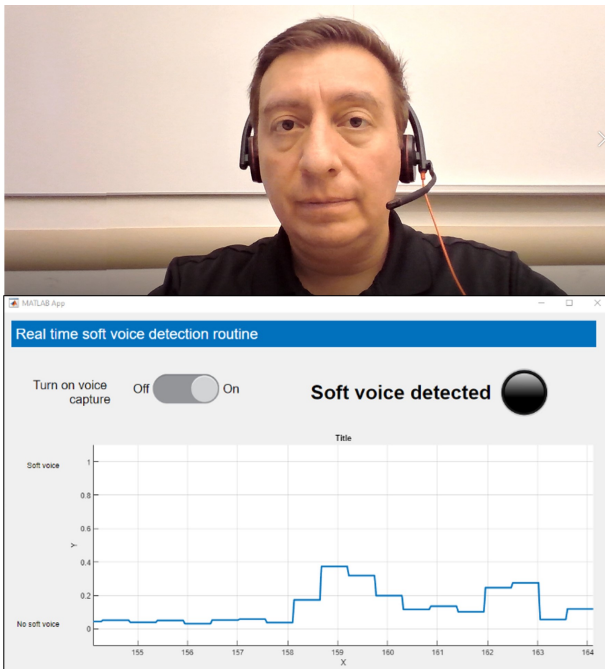 MATLAB App
Real time soft voice detection routine
Turn on voice
capture
Off
On
Soft voice detected
Title
Soft voice
1
0.8
0.6
Y
0.4
0.2
No soft voice
0
155
156
157
158
159
160
161
162
163
164
X